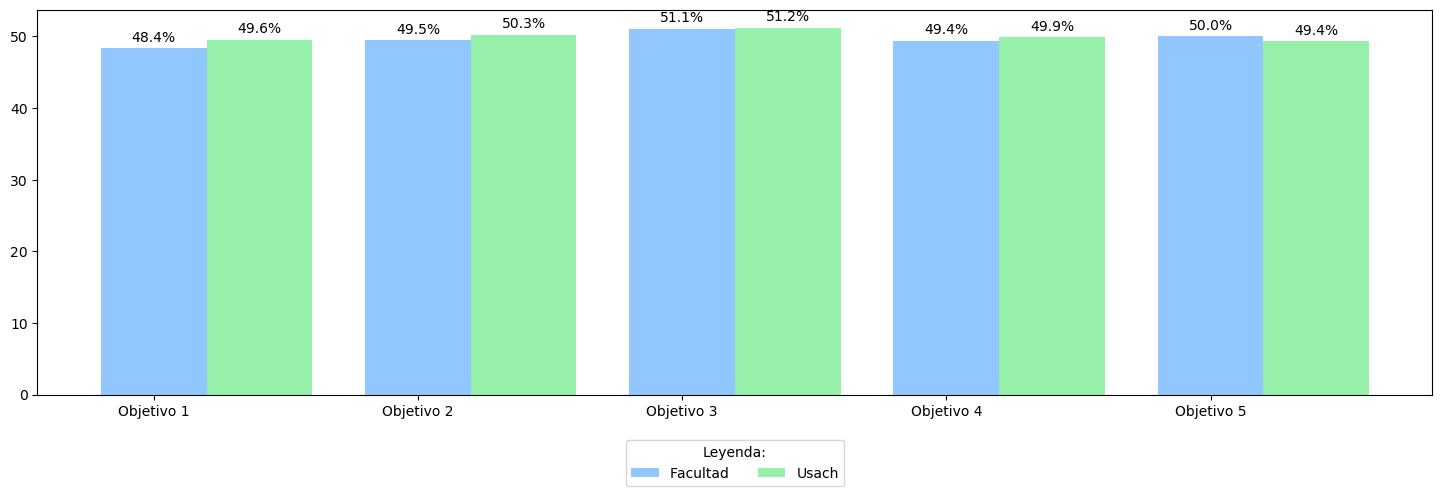 48.4% 49.6% 49.5% 50.3% 51.1% 51.2% 49.4% 49.9% 50.0% 49.4%
50
40
30
20
10
0
Objetivo 1 Objetivo 2 Objetivo 3 Objetivo 4 Objetivo 5
Leyenda:
Facultad Usach